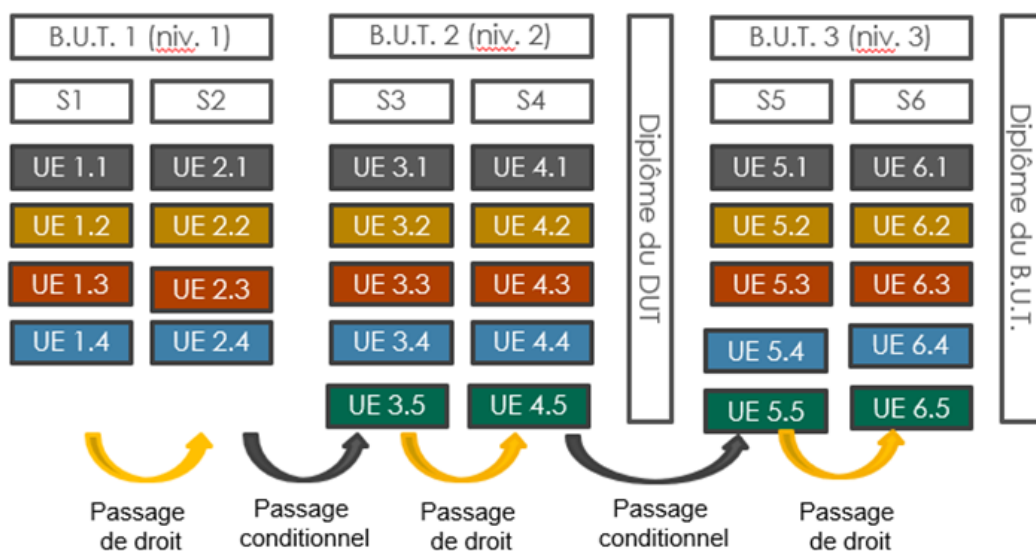 B.U.T. 1 (niv. 1)
B.U.T. 2 (niv. 2)
B.U.T. 3 (niv. 3)
S1
S2
S3
S4
S5
S6
UE 1.1
UE 2.1
UE 3.1
UE 4.1
UE 5.1
UE 6.1
UE 1.2
UE 2.2
UE 3.2
UE 4.2
UE 5.2
UE 6.2
UE 1.3
UE 2.3
UE 3.3
UE 4.3
UE 5.3
UE 6.3
UE 1.4
UE 2.4
UE 3.4
UE 4.4
UE 5.4
UE 6.4
UE 3.5
UE 4.5
UE 5.5
UE 6.5
Diplôme du DUT
Diplôme du B.U.T.
Passage
de droit
Passage
conditionnel
Passage
de droit
Passage
conditionnel
Passage
de droit